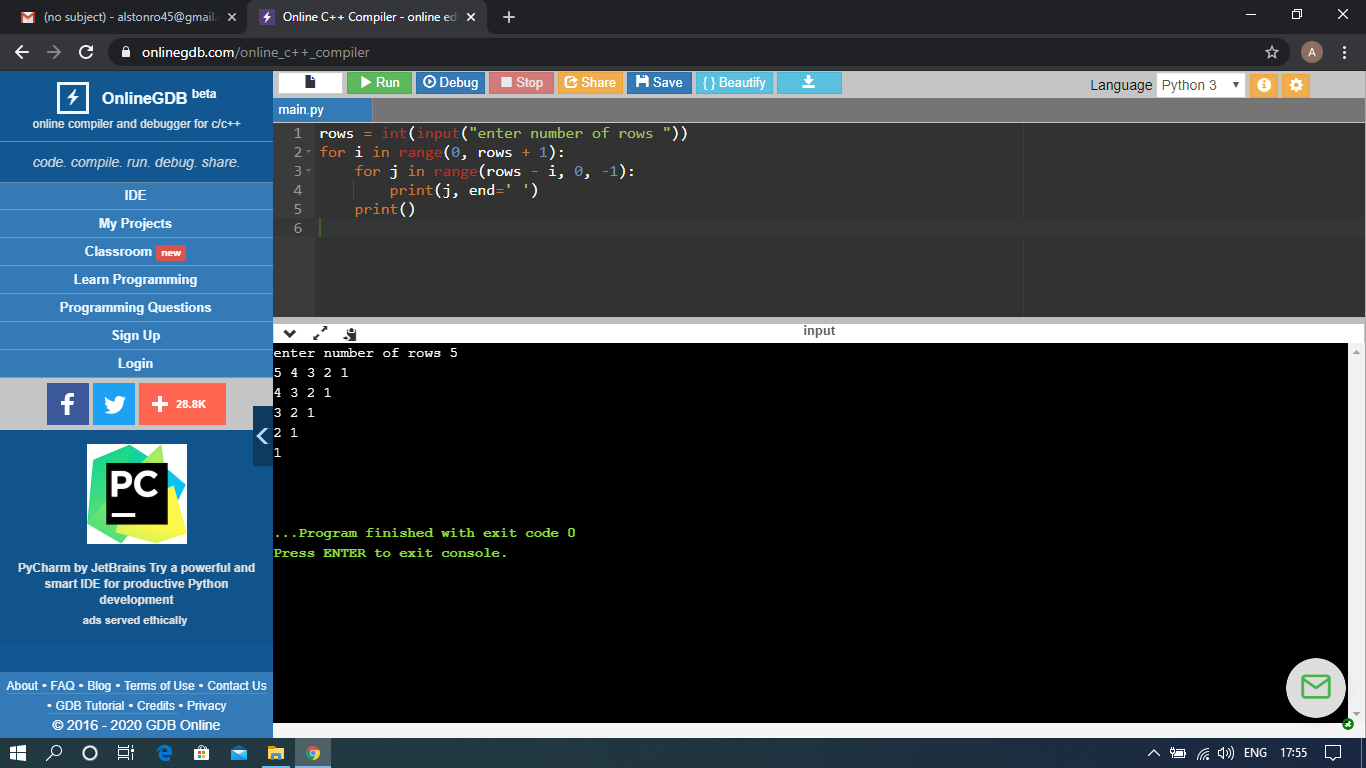 (no subject) - alstonro45@gmail.
Online C++ Compiler - online ed
onlinegdb.com/online_c++_compiler
A
OnlineGDB beta
online compiler and debugger for c/c++
code. compile. run. debug. share.
IDE
My Projects
Classroom new
Learn Programming
Programming Questions
Sign Up
Login
f
28.8K
PC
PyCharm by JetBrains Try a powerful and
smart IDE for productive Python
development
ads served ethically
About • FAQ • Blog • Terms of Use • Contact Us
• GDB Tutorial • Credits • Privacy
© 2016 - 2020 GDB Online
Run Debug Stop Share Save { } Beautify
Language Python 3
main.py
1 rows = int(input("enter number of rows "))
2 for i in range(0, rows + 1):
3     for j in range(rows - i, 0, -1):
4         print(j, end=' ')
5     print()
6
input
enter number of rows 5
5 4 3 2 1
4 3 2 1
3 2 1
2 1
1
...Program finished with exit code 0
Press ENTER to exit console.
ENG 17:55